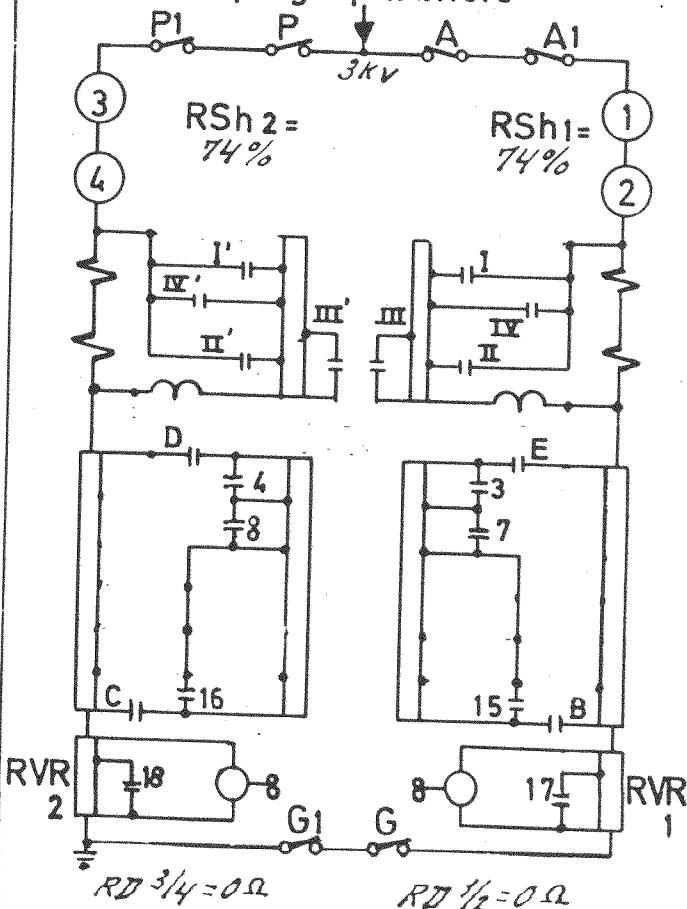 P1 P A A1
3kv
3 1
RSh 2 = RSh 1 =
74% 74%
4 2
I' I
IV' III' III IV
II' II
D E
4 3
8 7
C 16 15 B
RVR 2 18 8 8 17 RVR 1
G1 G
RD 3/4 = 0 Ω RD 1/2 = 0 Ω